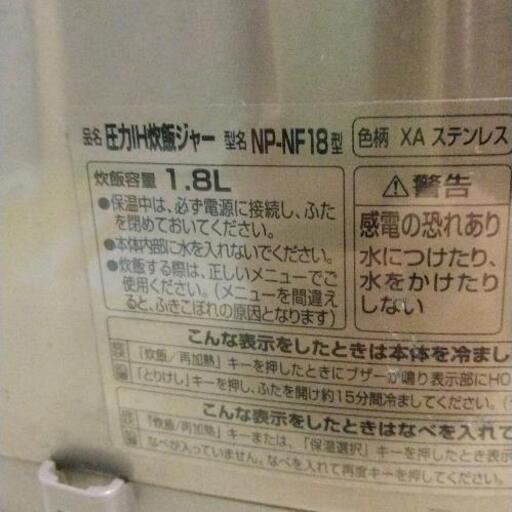 品名 圧力IH炊飯ジャー 型名 NP-NF18型 色柄 XA ステンレス
炊飯容量 1.8L
●保温中は、必ず電源に接続し、ふた
を閉めておいてください。
●本体内部に水を入れないでください。
●炊飯する際は、正しいメニューでご
使用ください。(メニューを間違え
ると、ふきこぼれの原因となります)
⚠警告
感電の恐れあり
水につけたり、
水をかけたり
しない
こんな表示をしたときは本体を冷まし
「炊飯/再加熱」キーを押したときにブザーが鳴り表示部にHO
「とりけし」キーを押し、ふたを開け約15分間冷ましてください。
こんな表示をしたときはなべを入れて
「炊飯/再加熱」キーまたは、「保温選択」キーを押したとき表示
なべが入っていません。なべを入れて再度キーを押してください。